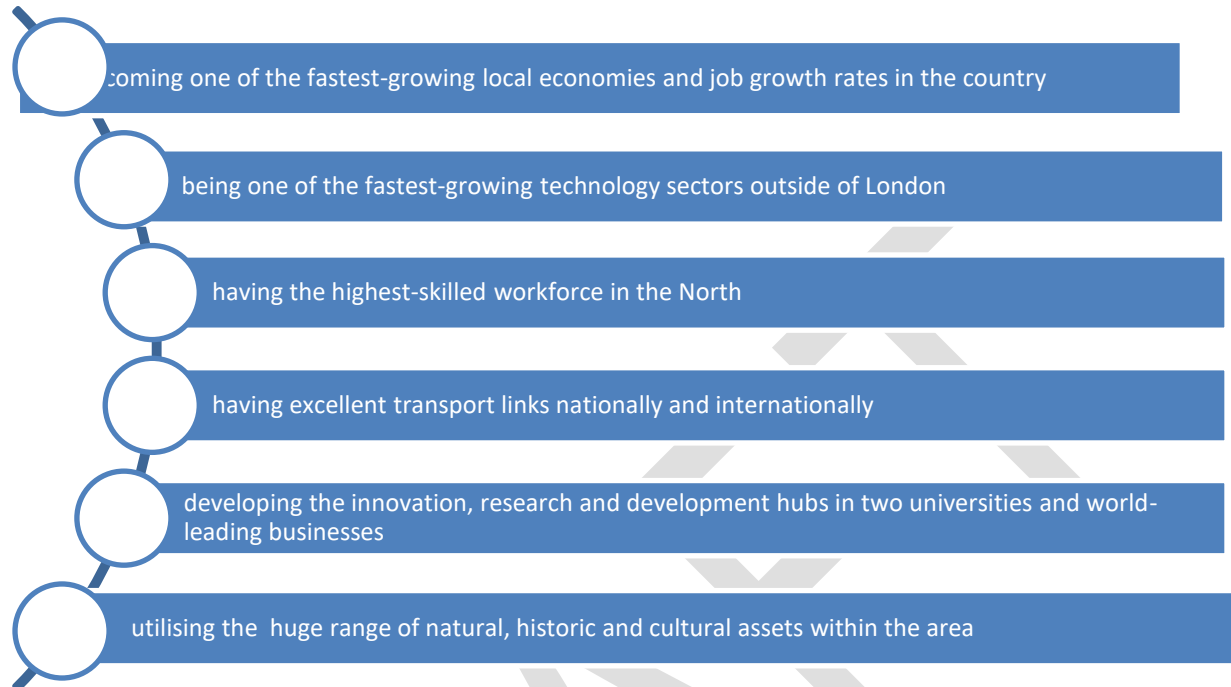 coming one of the fastest-growing local economies and job growth rates in the country
being one of the fastest-growing technology sectors outside of London
having the highest-skilled workforce in the North
having excellent transport links nationally and internationally
developing the innovation, research and development hubs in two universities and world-
leading businesses
utilising the huge range of natural, historic and cultural assets within the area